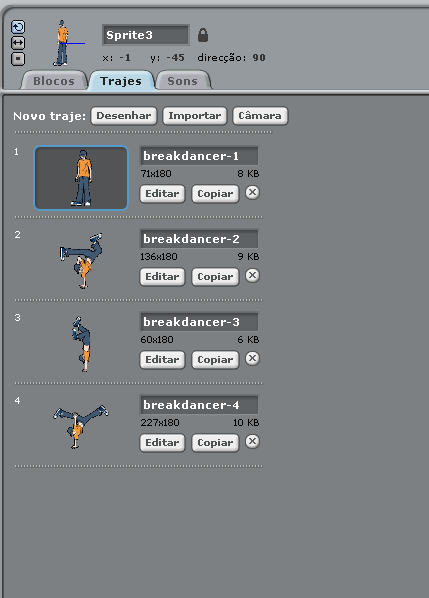 Sprite3
x: -1 y: -45 direcção: 90
Blocos Trajes Sons
Novo traje: Desenhar Importar Câmara
1
breakdancer-1
71x180 8 KB
Editar Copiar
2
breakdancer-2
136x180 9 KB
Editar Copiar
3
breakdancer-3
60x180 6 KB
Editar Copiar
4
breakdancer-4
227x180 10 KB
Editar Copiar